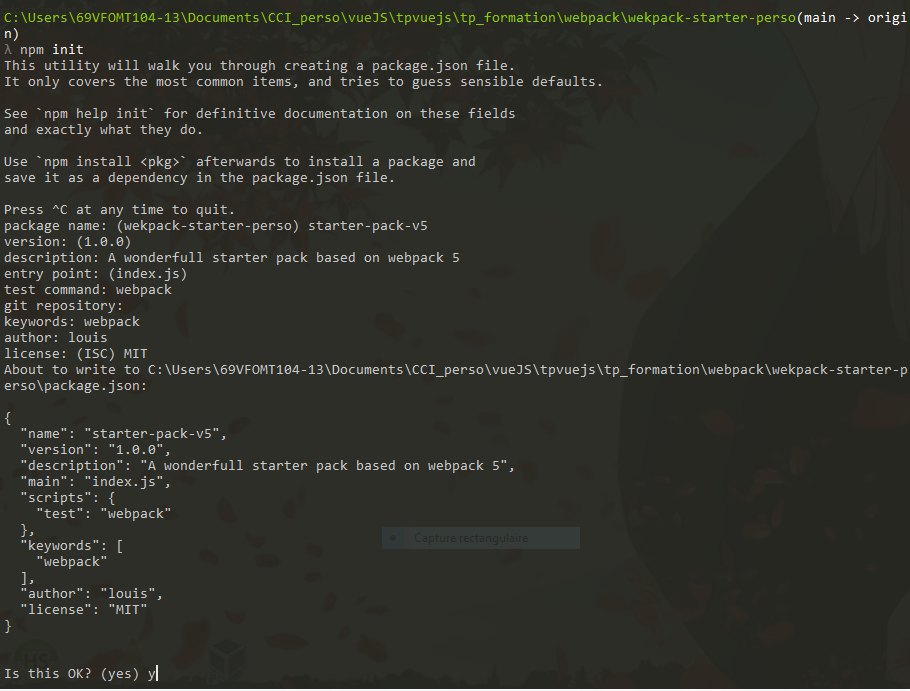 C:\Users\69VFOMT104-13\Documents\CCI_perso\vueJS\tpvuejs\tp_formation\webpack\wekpack-starter-perso(main -> origi
n)
λ npm init
This utility will walk you through creating a package.json file.
It only covers the most common items, and tries to guess sensible defaults.
See `npm help init` for definitive documentation on these fields
and exactly what they do.
Use `npm install <pkg>` afterwards to install a package and
save it as a dependency in the package.json file.
Press ^C at any time to quit.
package name: (wekpack-starter-perso) starter-pack-v5
version: (1.0.0)
description: A wonderfull starter pack based on webpack 5
entry point: (index.js)
test command: webpack
git repository:
keywords: webpack
author: louis
license: (ISC) MIT
About to write to C:\Users\69VFOMT104-13\Documents\CCI_perso\vueJS\tpvuejs\tp_formation\webpack\wekpack-starter-p
erso\package.json:
{
  "name": "starter-pack-v5",
  "version": "1.0.0",
  "description": "A wonderfull starter pack based on webpack 5",
  "main": "index.js",
  "scripts": {
    "test": "webpack"
  },
  "keywords": [
    "webpack"
  ],
  "author": "louis",
  "license": "MIT"
}
Capture rectangulaire
HS
Is this OK? (yes) y